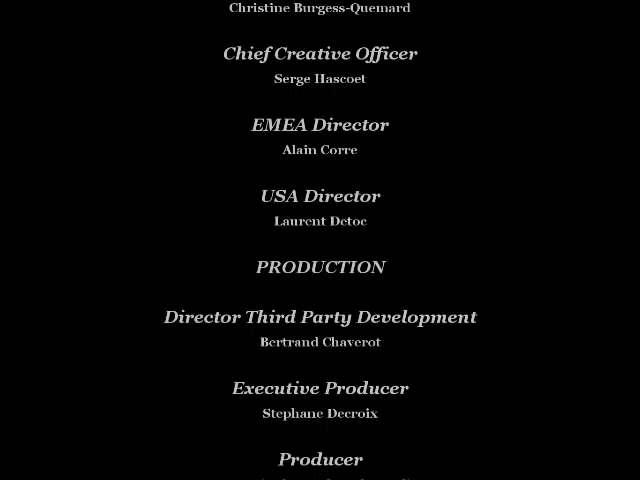 Christine Burgess-Quemard
Chief Creative Officer
Serge Hascoet
EMEA Director
Alain Corre
USA Director
Laurent Detoc
PRODUCTION
Director Third Party Development
Bertrand Chaverot
Executive Producer
Stephane Decroix
Producer